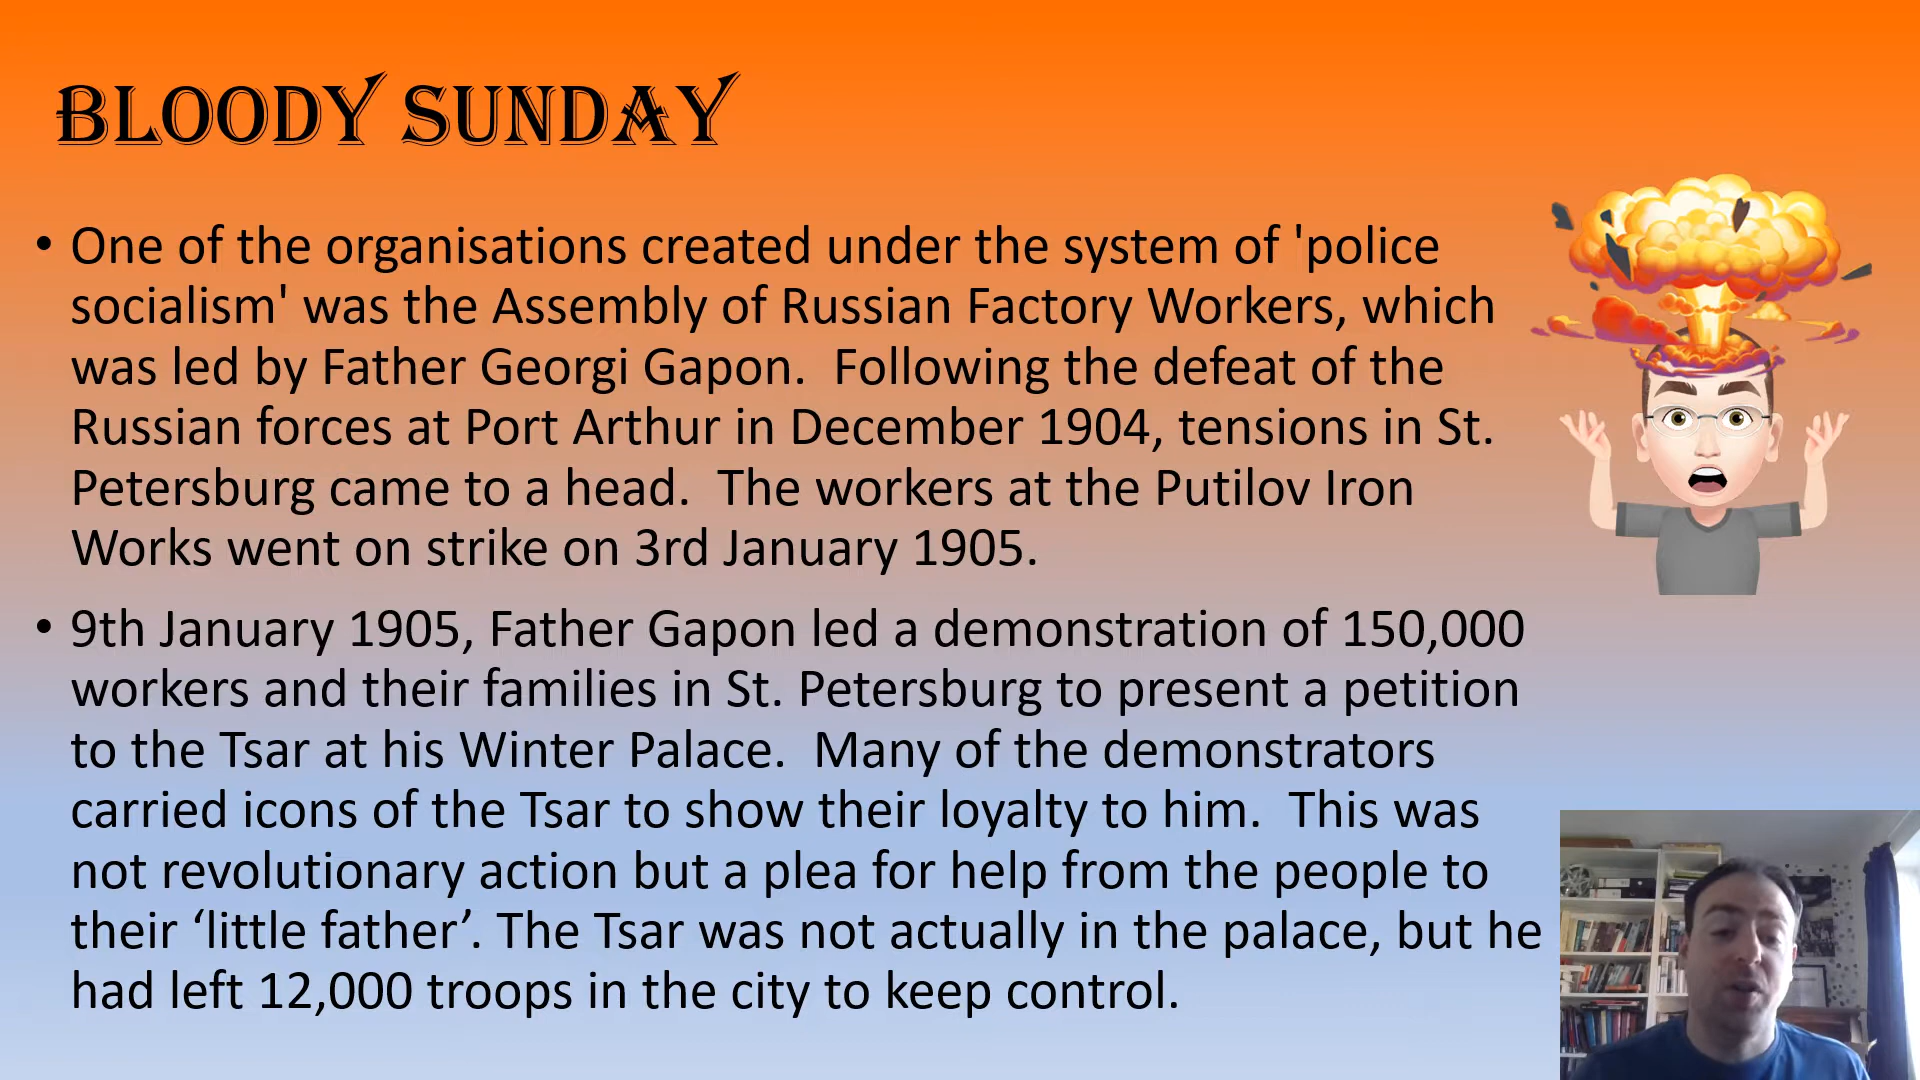 BLOODY SUNDAY
• One of the organisations created under the system of 'police
socialism' was the Assembly of Russian Factory Workers, which
was led by Father Georgi Gapon.  Following the defeat of the
Russian forces at Port Arthur in December 1904, tensions in St.
Petersburg came to a head.  The workers at the Putilov Iron
Works went on strike on 3rd January 1905.
• 9th January 1905, Father Gapon led a demonstration of 150,000
workers and their families in St. Petersburg to present a petition
to the Tsar at his Winter Palace.  Many of the demonstrators
carried icons of the Tsar to show their loyalty to him.  This was
not revolutionary action but a plea for help from the people to
their ‘little father’. The Tsar was not actually in the palace, but he
had left 12,000 troops in the city to keep control.